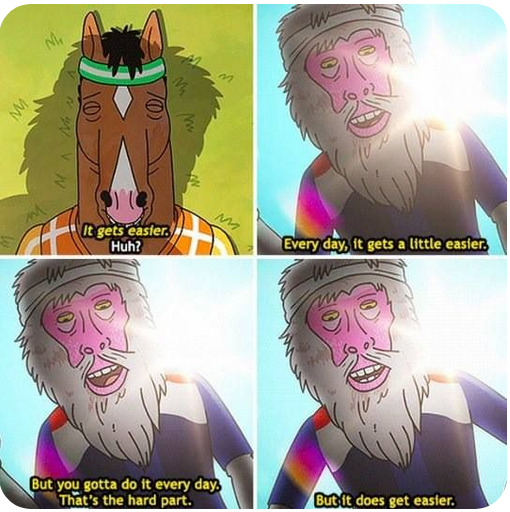 It gets easier.
Huh?
Every day, it gets a little easier.
But you gotta do it every day.
That's the hard part.
But it does get easier.